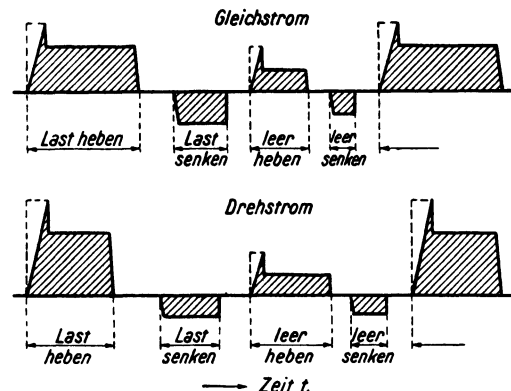 Gleichstrom
Last heben
Last
senken
leer
heben
leer
senken
Drehstrom
Last
heben
Last
senken
leer
heben
leer
senken
Zeit t.